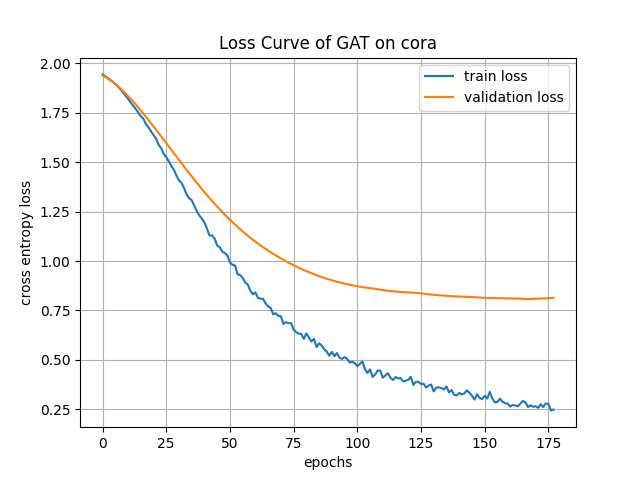 Loss Curve of GAT on cora
train loss
validation loss
cross entropy loss
2.00
1.75
1.50
1.25
1.00
0.75
0.50
0.25
0 25 50 75 100 125 150 175
epochs